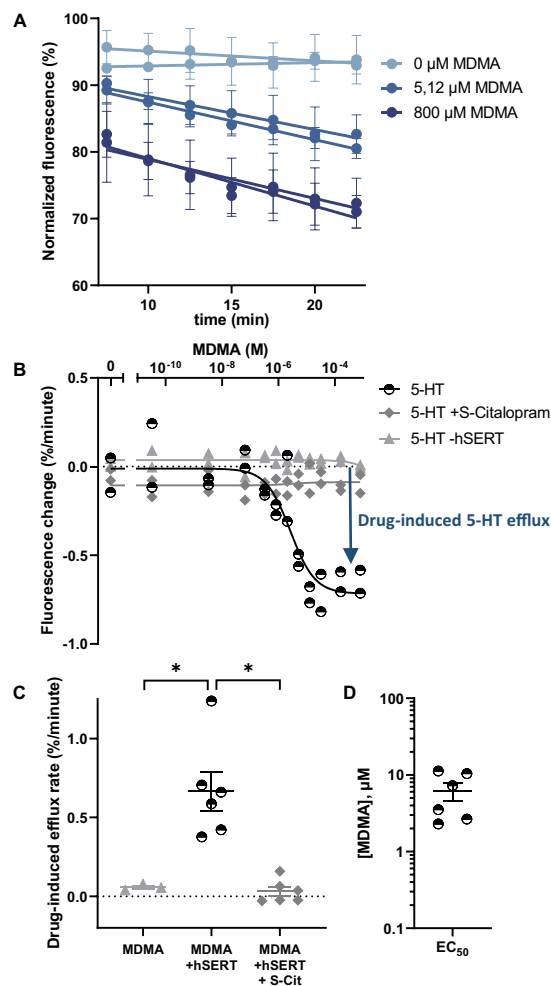 A
Normalized fluorescence (%)
100
90
80
70
60
10
15
20
time (min)
0 µM MDMA
5,12 µM MDMA
800 µM MDMA
B
MDMA (M)
0
10-10
10-8
10-6
10-4
Fluorescence change (%/minute)
0.5
0.0
-0.5
-1.0
5-HT
5-HT +S-Citalopram
5-HT -hSERT
Drug-induced 5-HT efflux
C
Drug-induced efflux rate (%/minute)
* *
1.0
0.5
0.0
MDMA
MDMA
+hSERT
MDMA
+hSERT
+ S-Cit
D
[MDMA], µM
100
10
1
0.1
EC50